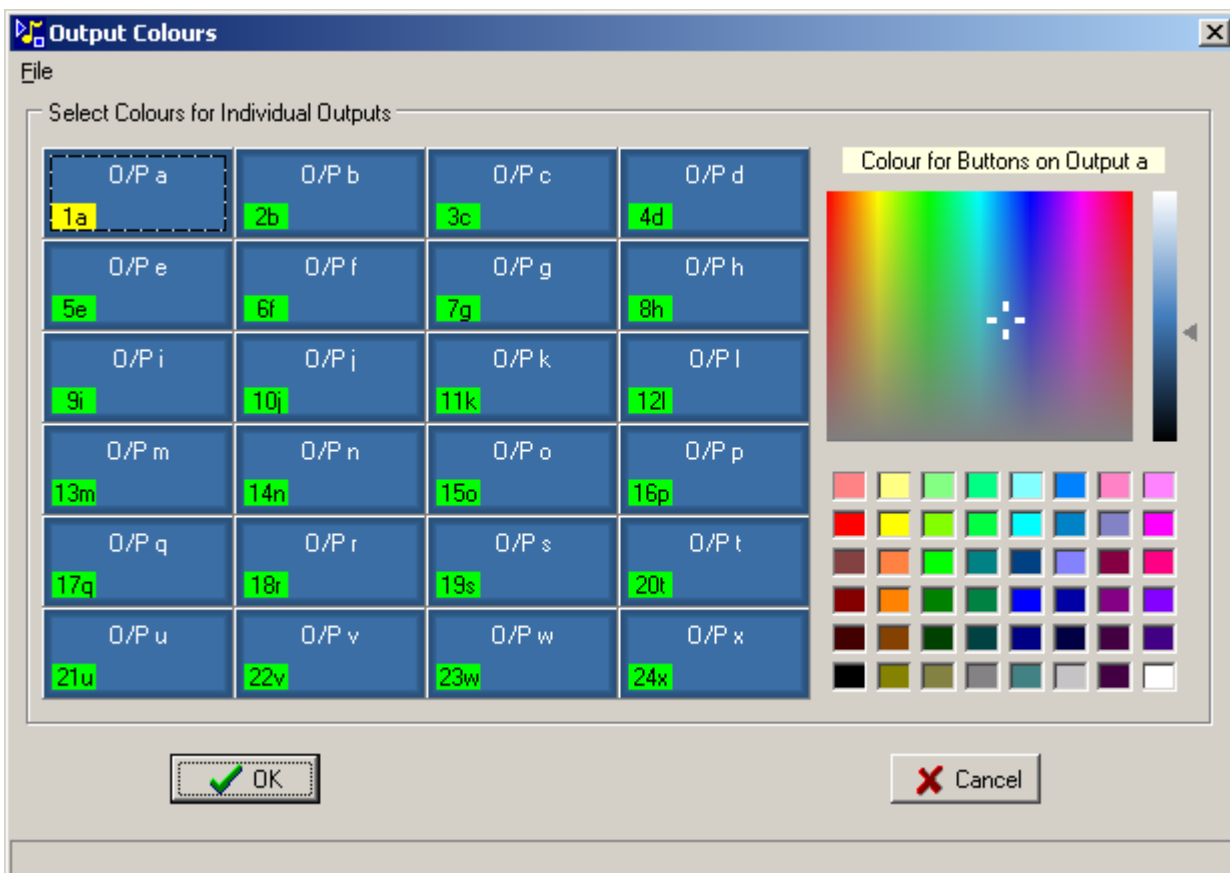 Output Colours
File
Select Colours for Individual Outputs
O/P a
O/P b
O/P c
O/P d
1a
2b
3c
4d
O/P e
O/P f
O/P g
O/P h
5e
6f
7g
8h
O/P i
O/P j
O/P k
O/P l
9i
10j
11k
12l
O/P m
O/P n
O/P o
O/P p
13m
14n
15o
16p
O/P q
O/P r
O/P s
O/P t
17q
18r
19s
20t
O/P u
O/P v
O/P w
O/P x
21u
22v
23w
24x
Colour for Buttons on Output a
OK
Cancel